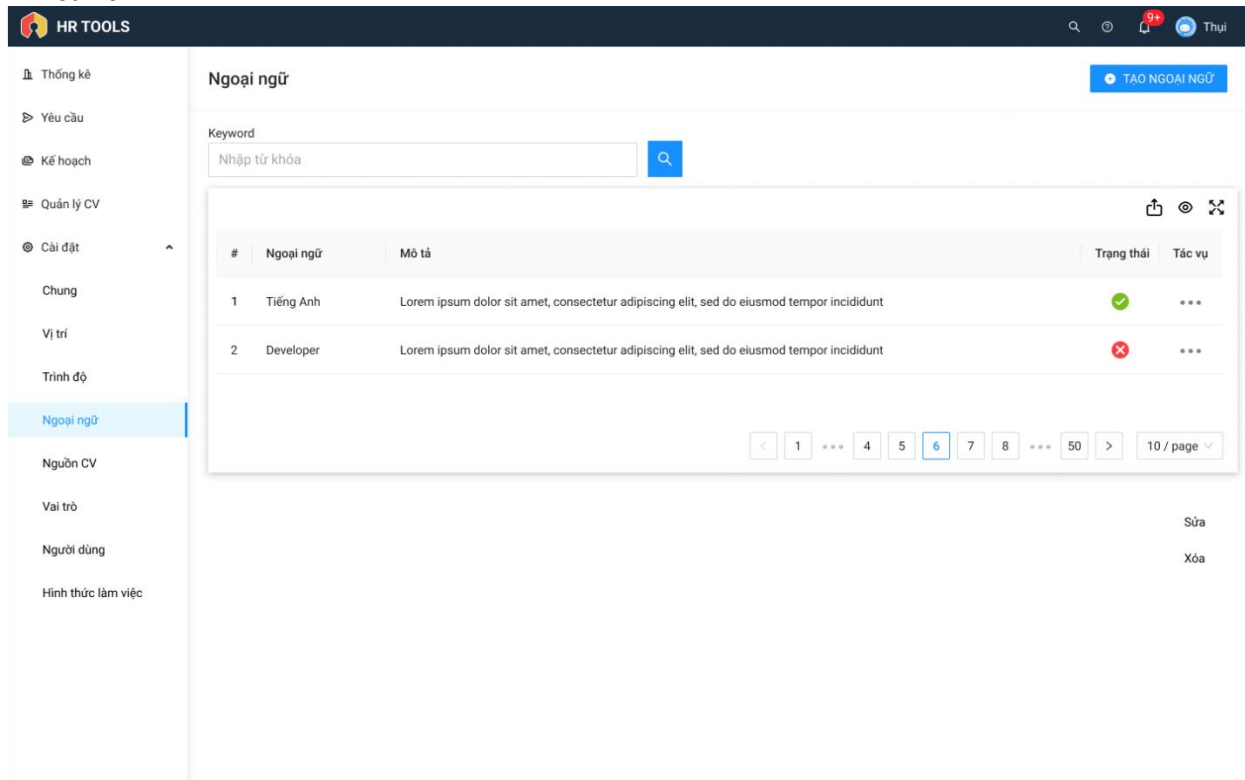 HR TOOLS
9+
Thụi
Thống kê
Yêu cầu
Kế hoạch
Quản lý CV
Cài đặt
Chung
Vị trí
Trình độ
Ngoại ngữ
Nguồn CV
Vai trò
Người dùng
Hình thức làm việc
Ngoại ngữ
TẠO NGOẠI NGỮ
Keyword
Nhập từ khóa
# Ngoại ngữ Mô tả Trạng thái Tác vụ
1 Tiếng Anh Lorem ipsum dolor sit amet, consectetur adipiscing elit, sed do eiusmod tempor incididunt
2 Developer Lorem ipsum dolor sit amet, consectetur adipiscing elit, sed do eiusmod tempor incididunt
< 1 ••• 4 5 6 7 8 ••• 50 > 10 / page
Sửa
Xóa